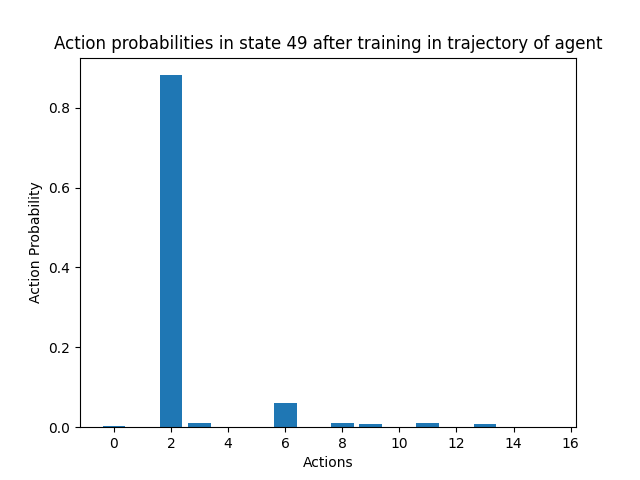 Action probabilities in state 49 after training in trajectory of agent
0.8
0.6
0.4
0.2
0.0
Action Probability
0 2 4 6 8 10 12 14 16
Actions